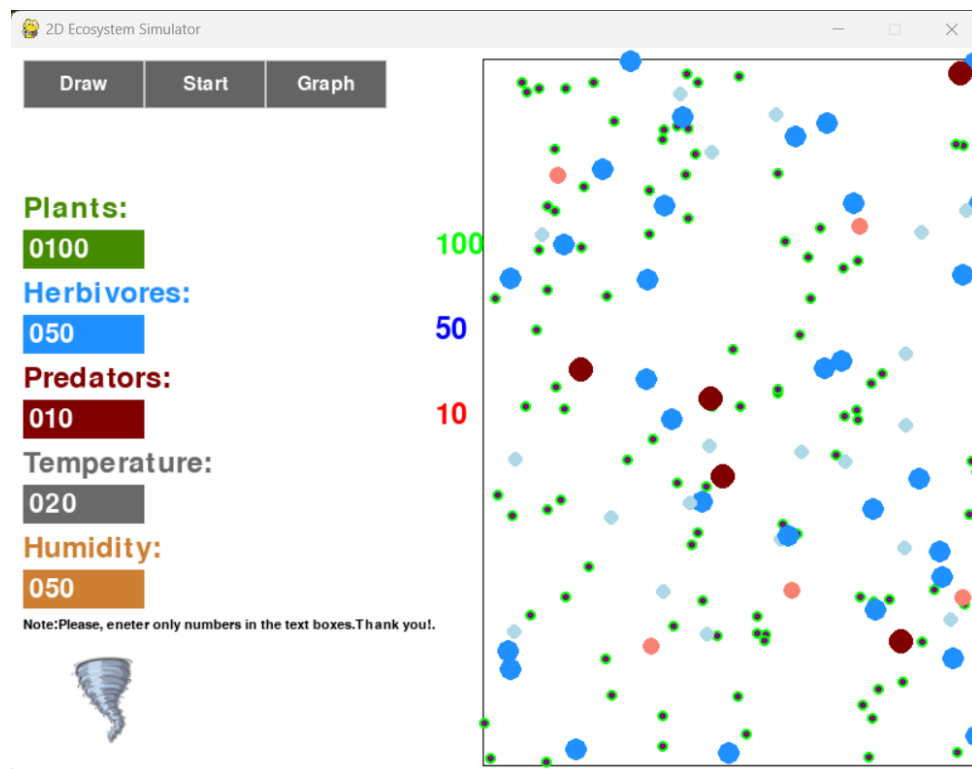 2D Ecosystem Simulator
Draw Start Graph
Plants:
0100
100
Herbivores:
050
50
Predators:
010
10
Temperature:
020
Humidity:
050
Note:Please, eneter only numbers in the text boxes.Thank you!.